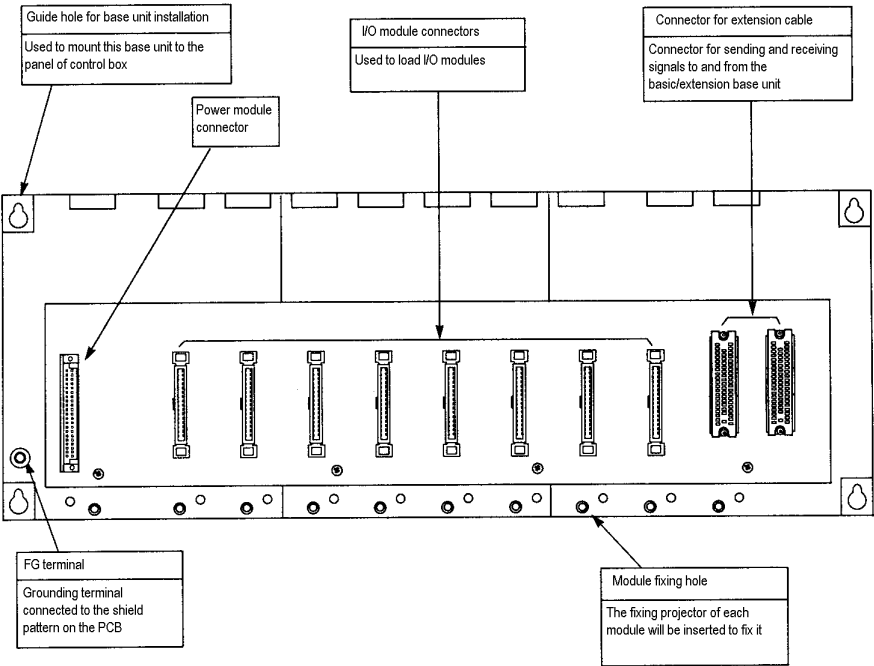 Guide hole for base unit installation
Used to mount this base unit to the
panel of control box
I/O module connectors
Used to load I/O modules
Connector for extension cable
Connector for sending and receiving
signals to and from the
basic/extension base unit
Power module
connector
FG terminal
Grounding terminal
connected to the shield
pattern on the PCB
Module fixing hole
The fixing projector of each
module will be inserted to fix it